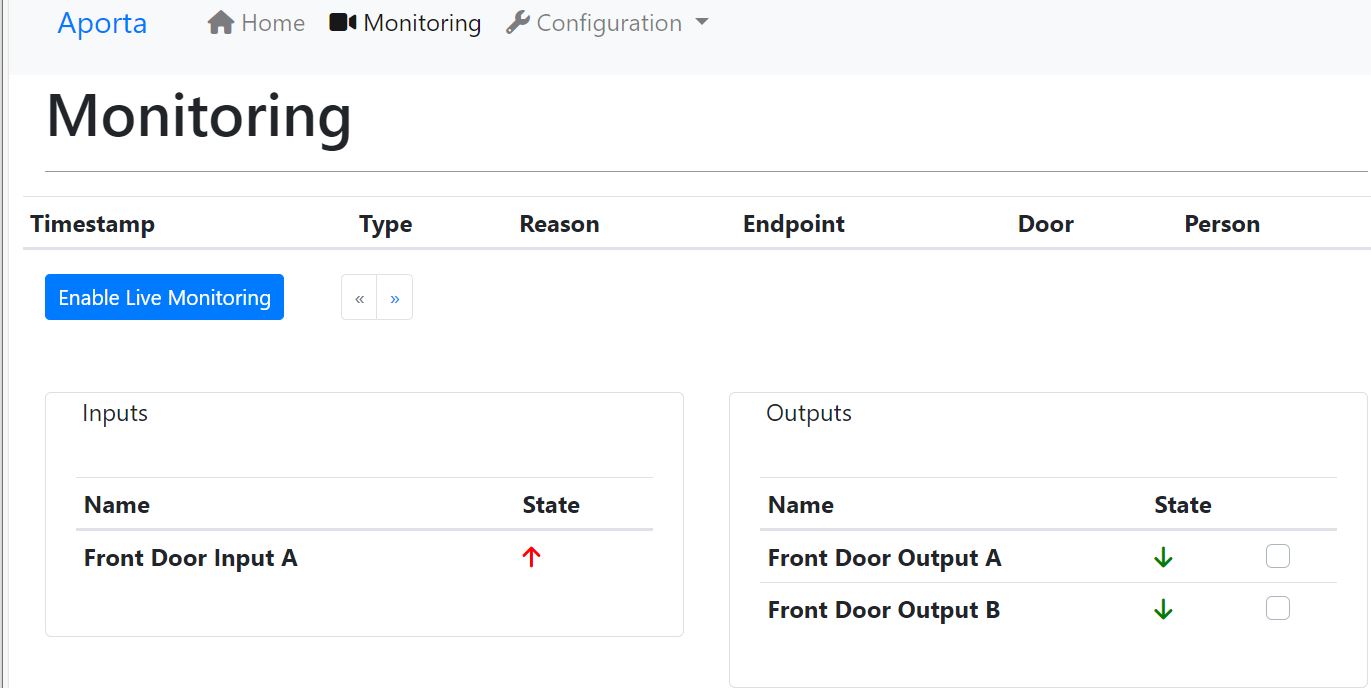 Aporta Home Monitoring Configuration
Monitoring
Timestamp Type Reason Endpoint Door Person
Enable Live Monitoring « »
Inputs
Name State
Front Door Input A
Outputs
Name State
Front Door Output A
Front Door Output B